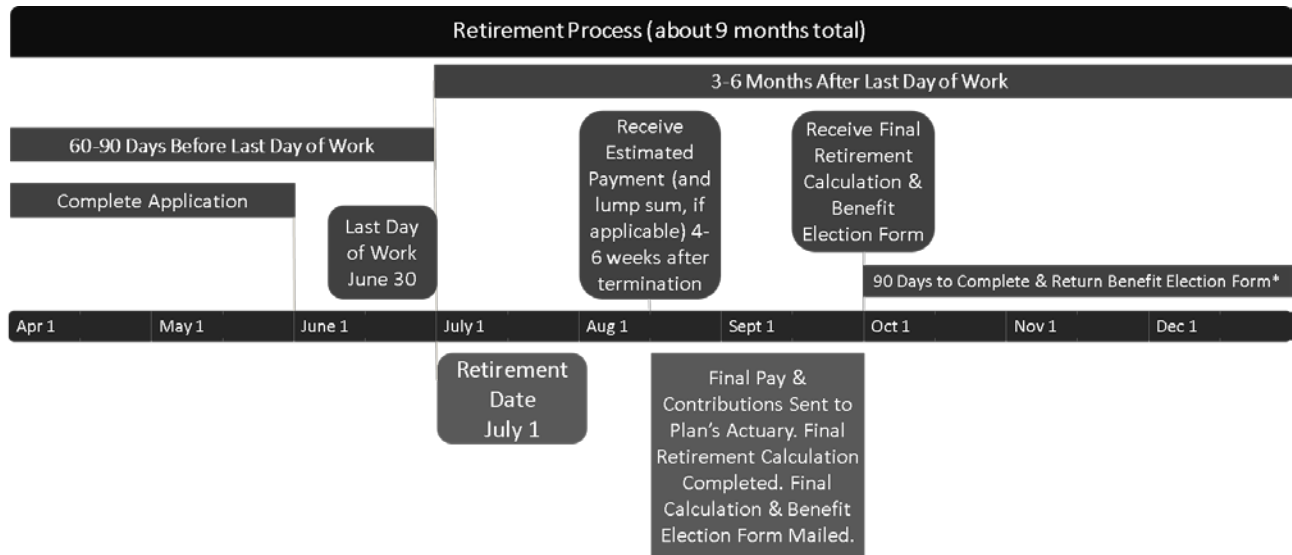 Retirement Process (about 9 months total)
3-6 Months After Last Day of Work
60-90 Days Before Last Day of Work
Complete Application
Last Day
of Work
June 30
Receive
Estimated
Payment (and
lump sum, if
applicable) 4-
6 weeks after
termination
Receive Final
Retirement
Calculation &
Benefit
Election Form
90 Days to Complete & Return Benefit Election Form*
Apr 1
May 1
June 1
July 1
Aug 1
Sept 1
Oct 1
Nov 1
Dec 1
Retirement
Date
July 1
Final Pay &
Contributions Sent to
Plan's Actuary. Final
Retirement Calculation
Completed. Final
Calculation & Benefit
Election Form Mailed.